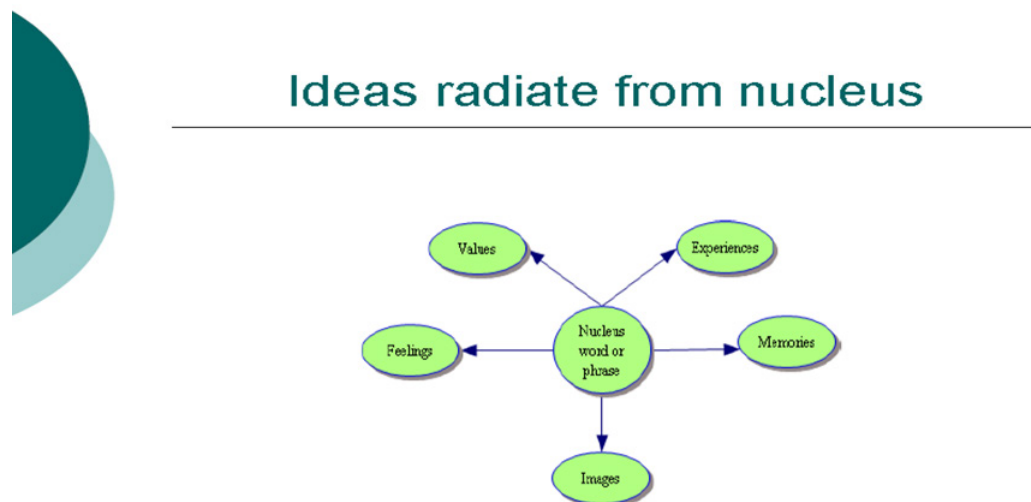 Ideas radiate from nucleus
Values
Experiences
Nucleus
word or
phrase
Feelings
Memories
Images